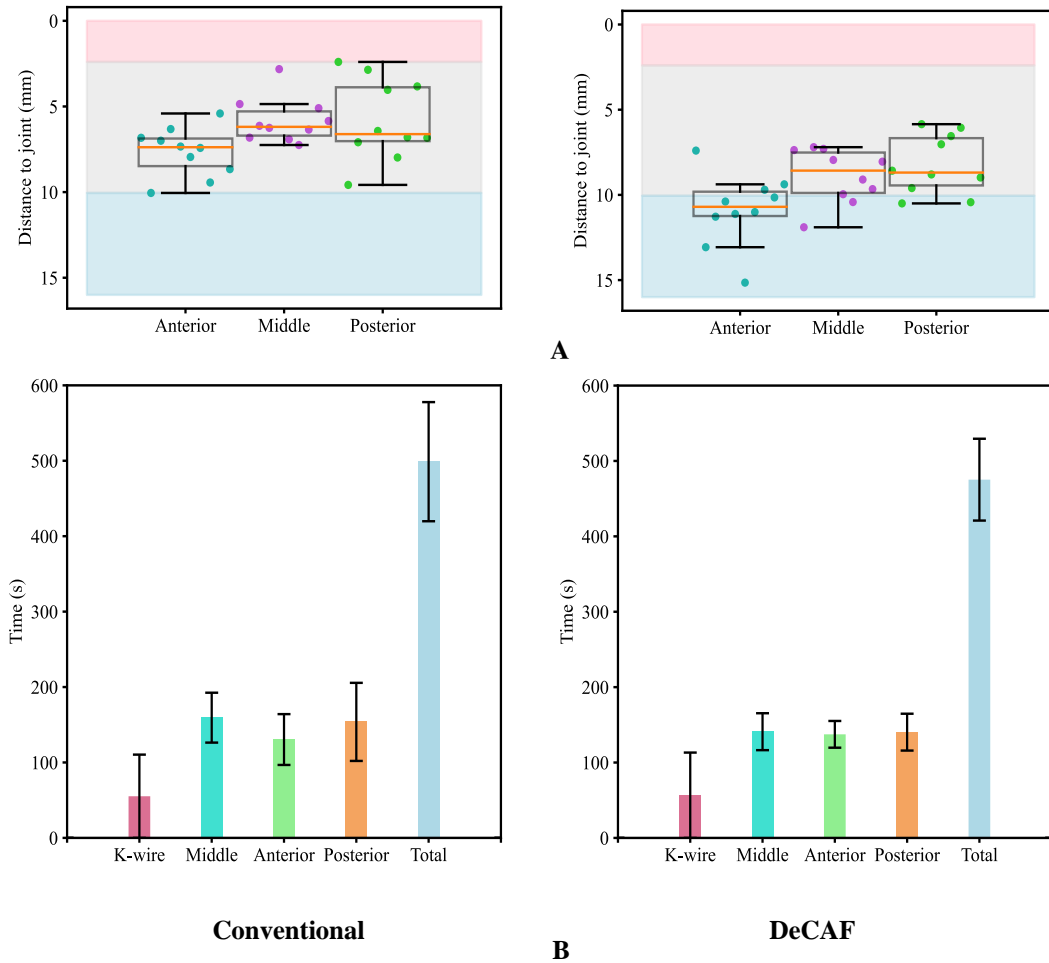 0
5
10
15
Distance to joint (mm)
Anterior Middle Posterior
0
5
10
15
Distance to joint (mm)
Anterior Middle Posterior
A
600
500
400
300
200
100
0
Time (s)
K-wire Middle Anterior Posterior Total
600
500
400
300
200
100
0
Time (s)
K-wire Middle Anterior Posterior Total
Conventional
DeCAF
B